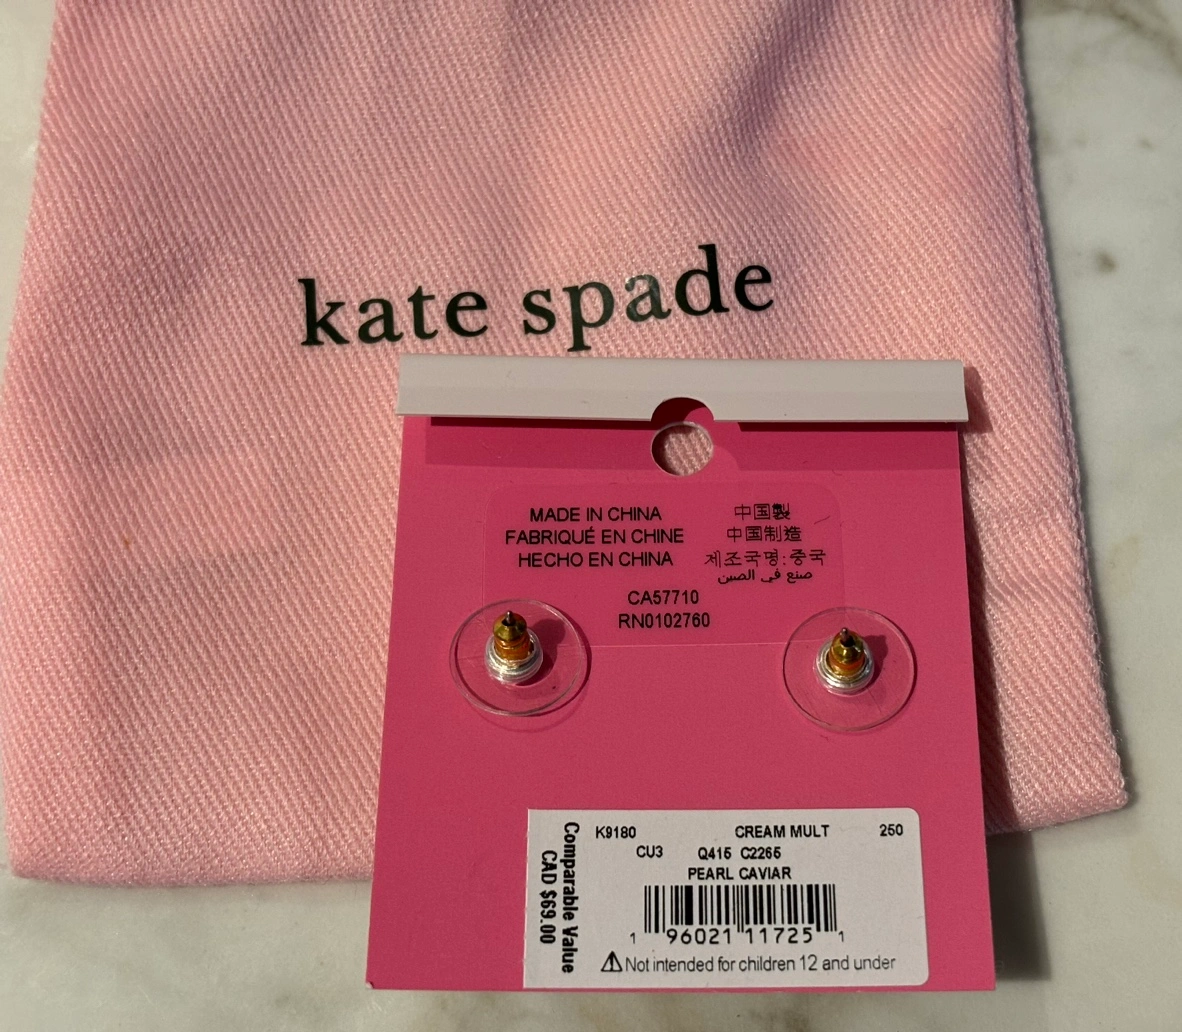 kate spade
MADE IN CHINA
FABRIQUÉ EN CHINE
HECHO EN CHINA
中国製
中国制造
제조국명:중국
صنع في الصين
CA57710
RN0102760
Comparable Value
CAD $69.00
K9180 CREAM MULT 250
CU3 Q415 C2265
PEARL CAVIAR
1 96021 11725 1
⚠Not intended for children 12 and under